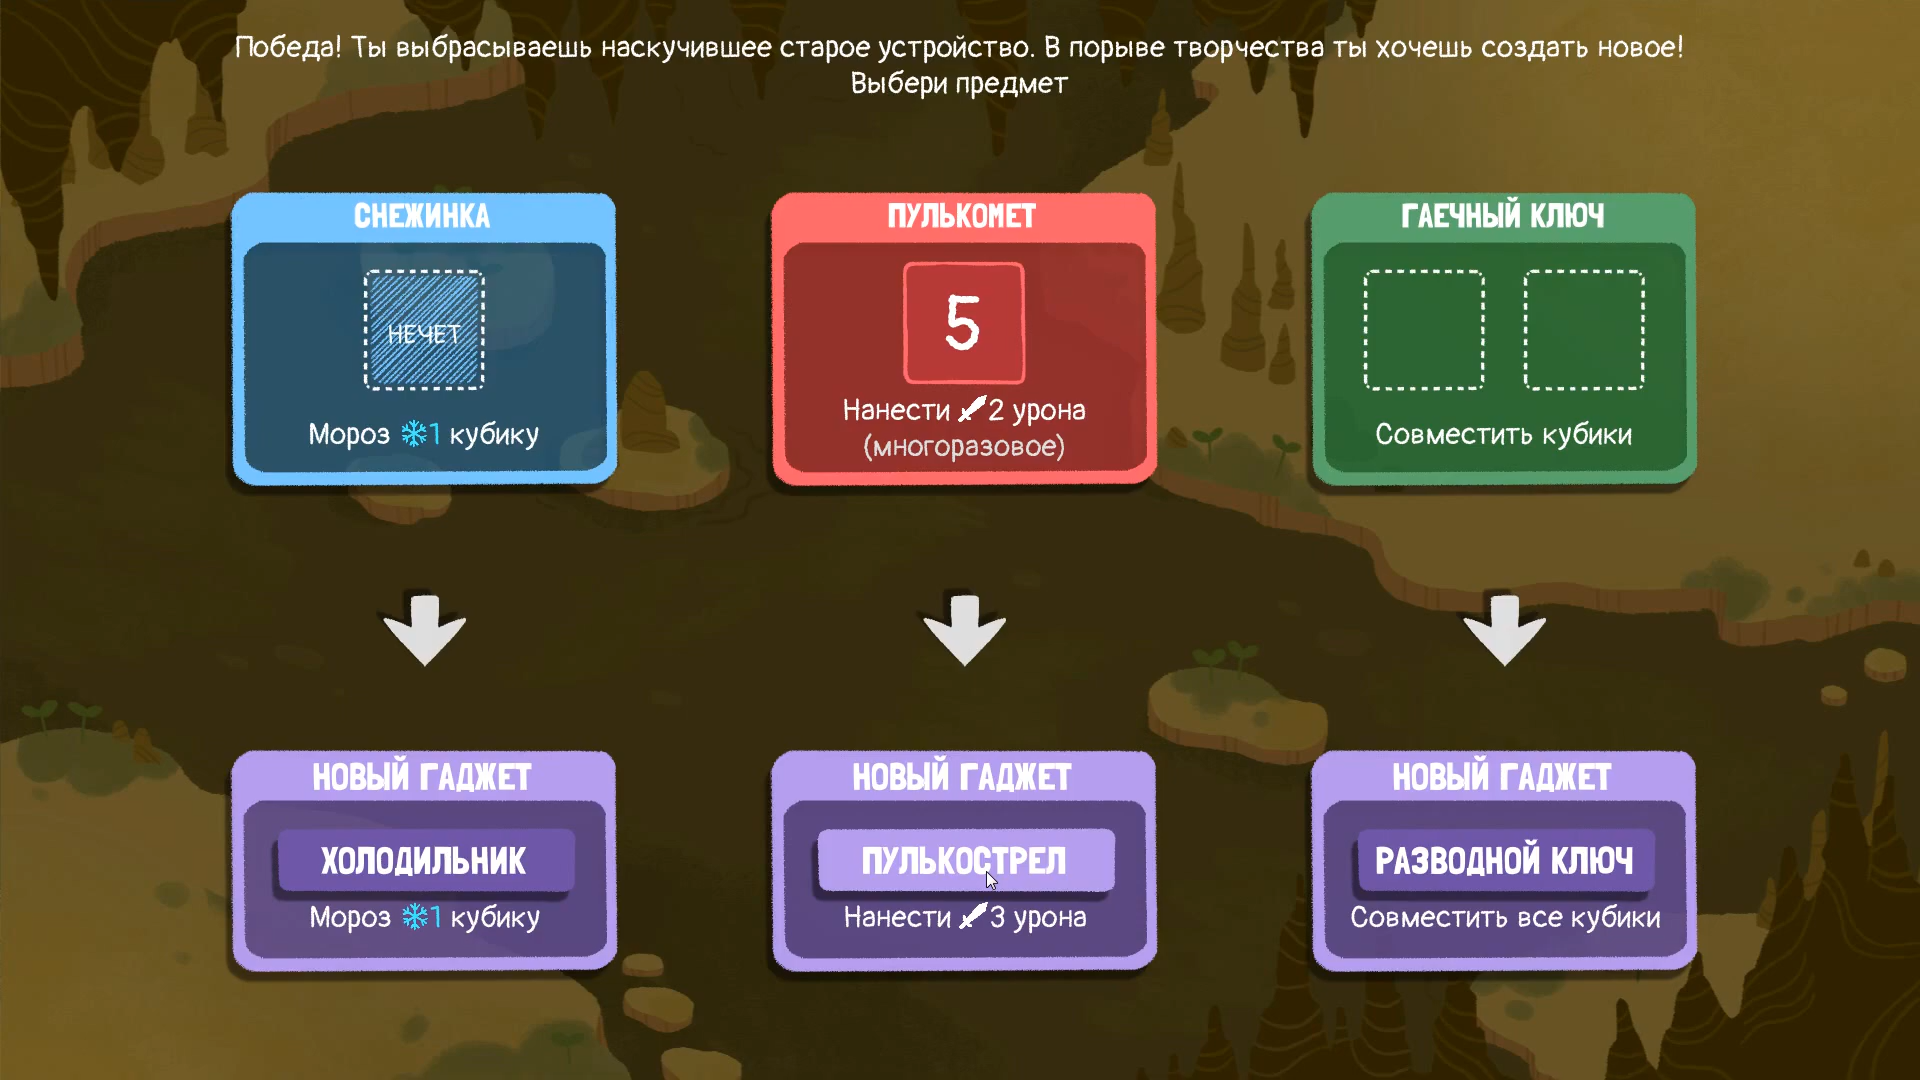 Победа! Ты выбрасываешь наскучившее старое устройство. В порыве творчества ты хочешь создать новое!
Выбери предмет
СНЕЖИНКА
НЕЧЕТ
Мороз 1 кубику
ПУЛЬКОМЕТ
5
Нанести 2 урона
(многоразовое)
ГАЕЧНЫЙ КЛЮЧ
Совместить кубики
НОВЫЙ ГАДЖЕТ
ХОЛОДИЛЬНИК
Мороз 1 кубику
НОВЫЙ ГАДЖЕТ
ПУЛЬКОСТРЕЛ
Нанести 3 урона
НОВЫЙ ГАДЖЕТ
РАЗВОДНОЙ КЛЮЧ
Совместить все кубики